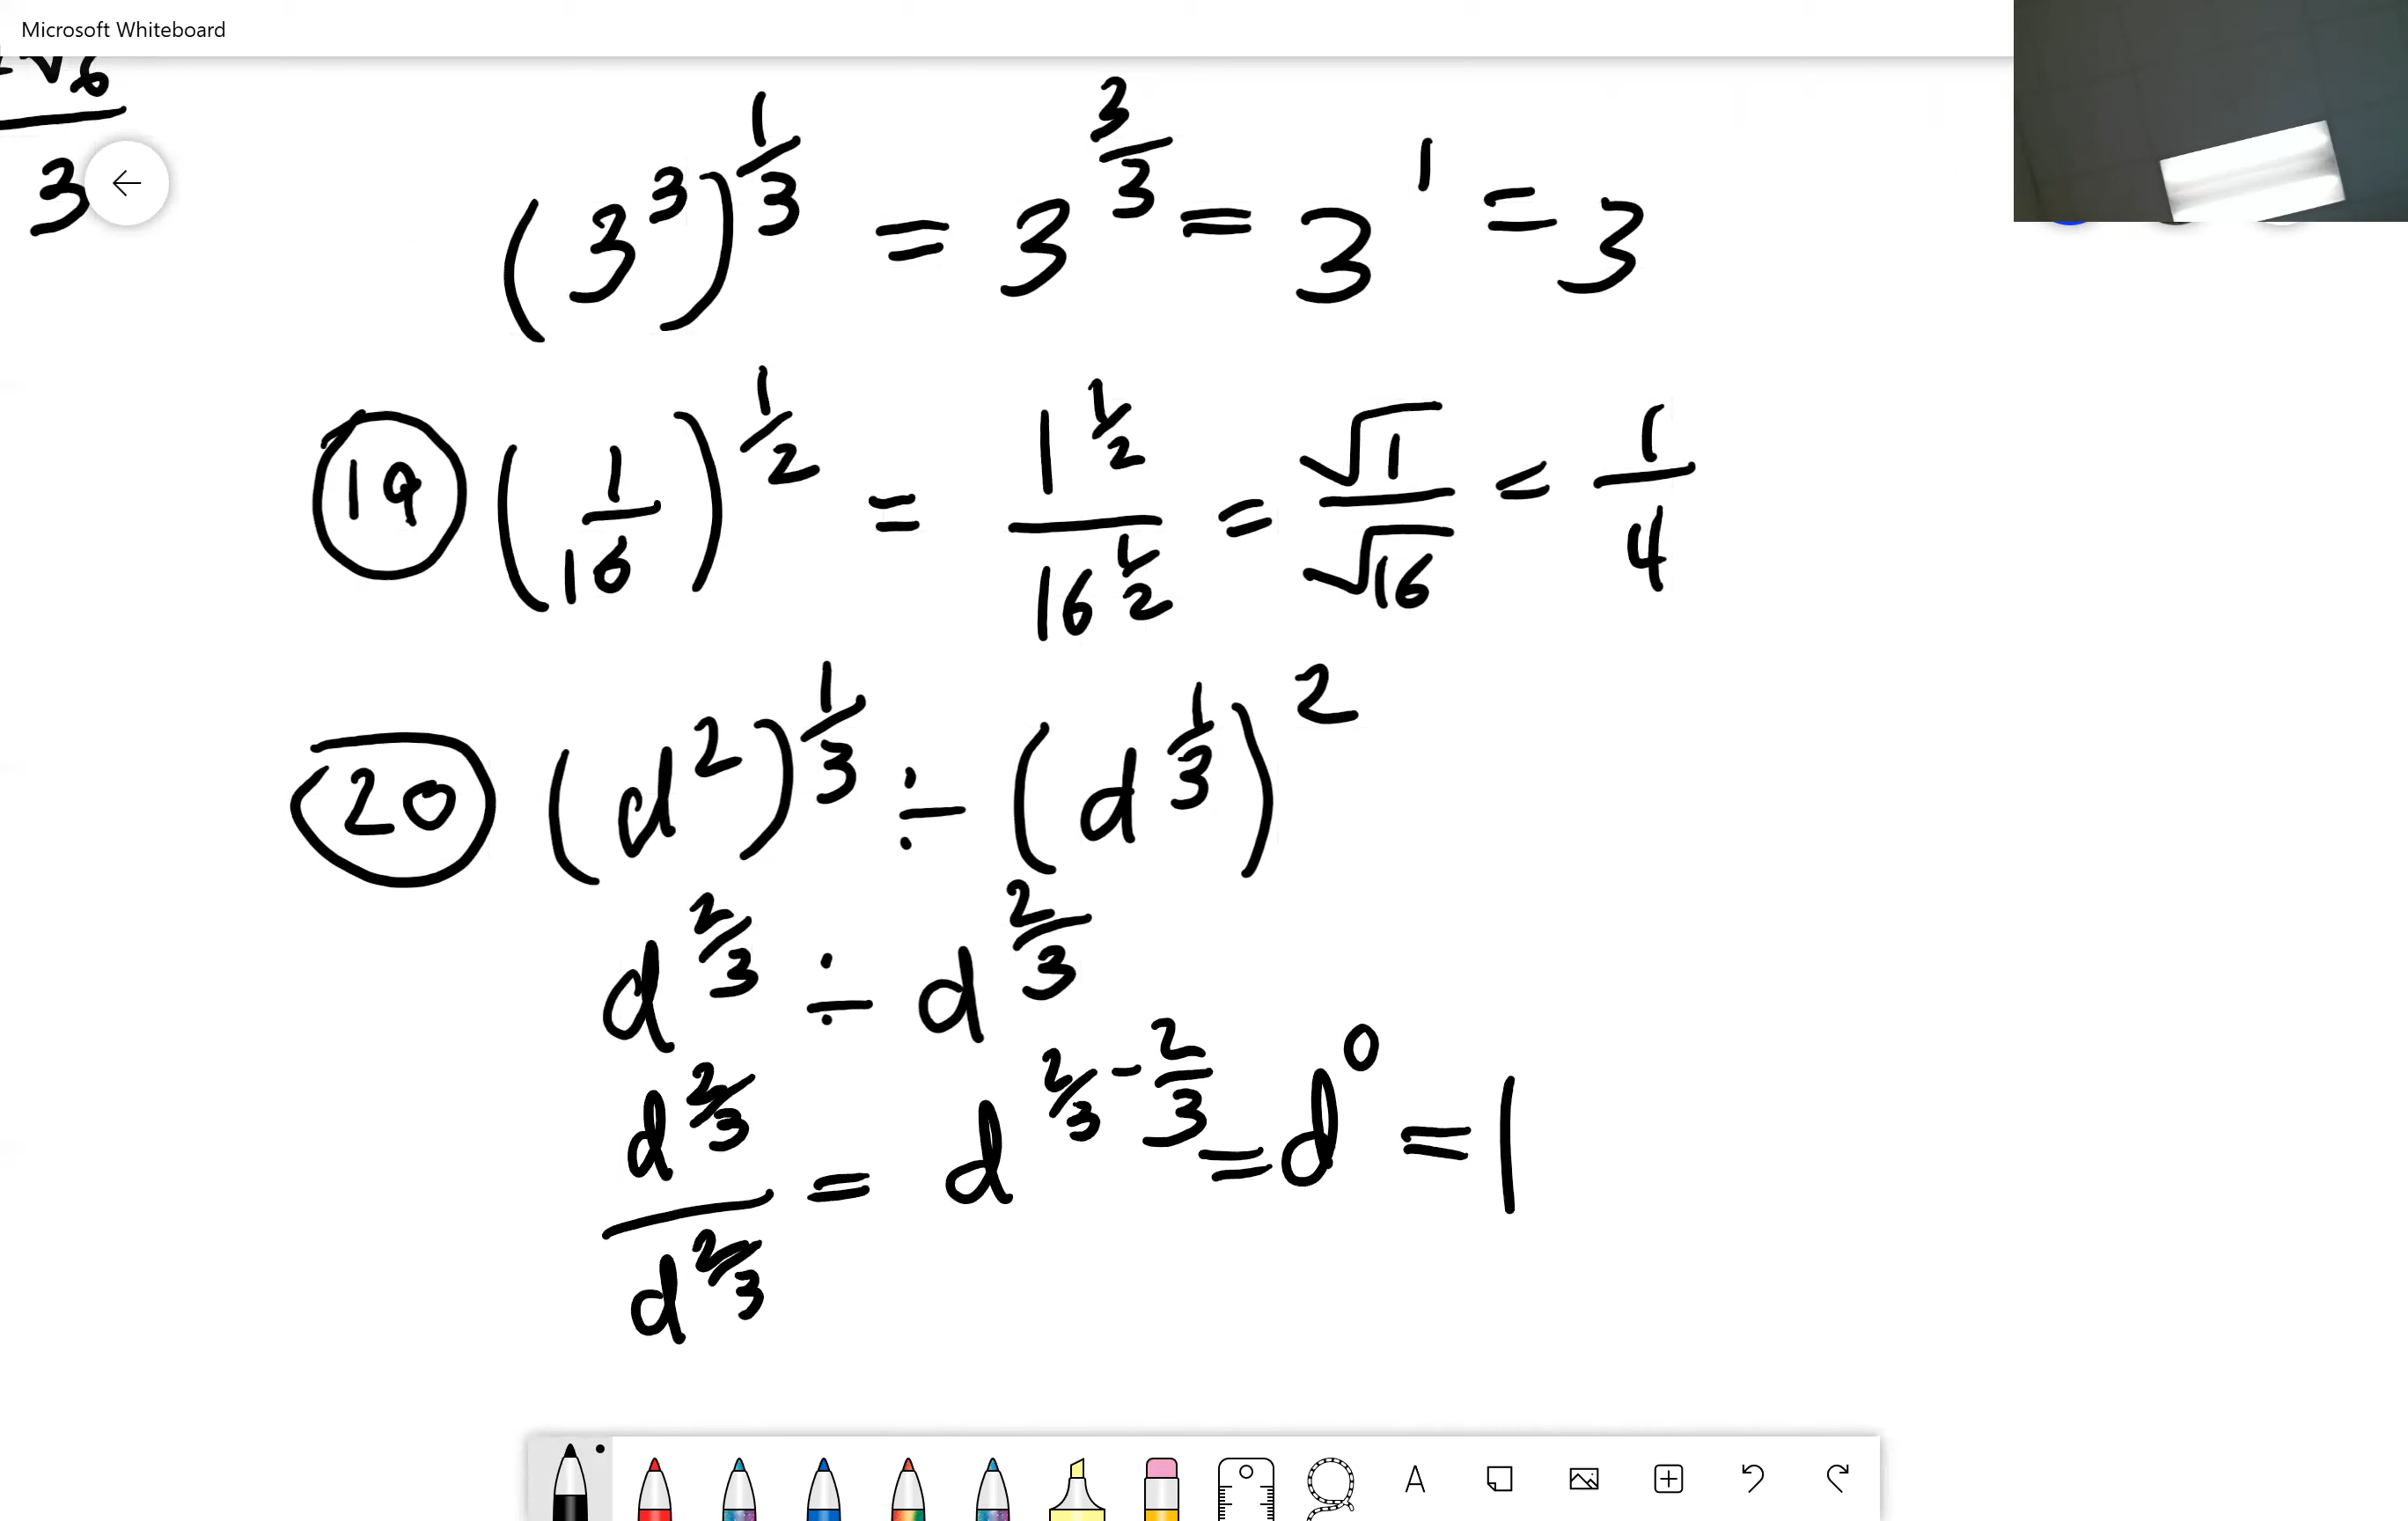 Microsoft Whiteboard
√6/3
(3³)^(1/3) = 3^(3/3) = 3¹ = 3
19 (1/16)^(1/2) = 1^(1/2)/16^(1/2) = √1/√16 = 1/4
20 (d²)^(1/3) ÷ (d^(1/3))²
d^(2/3) ÷ d^(2/3)
d^(2/3)/d^(2/3) = d^(2/3 - 2/3) = d⁰ = 1